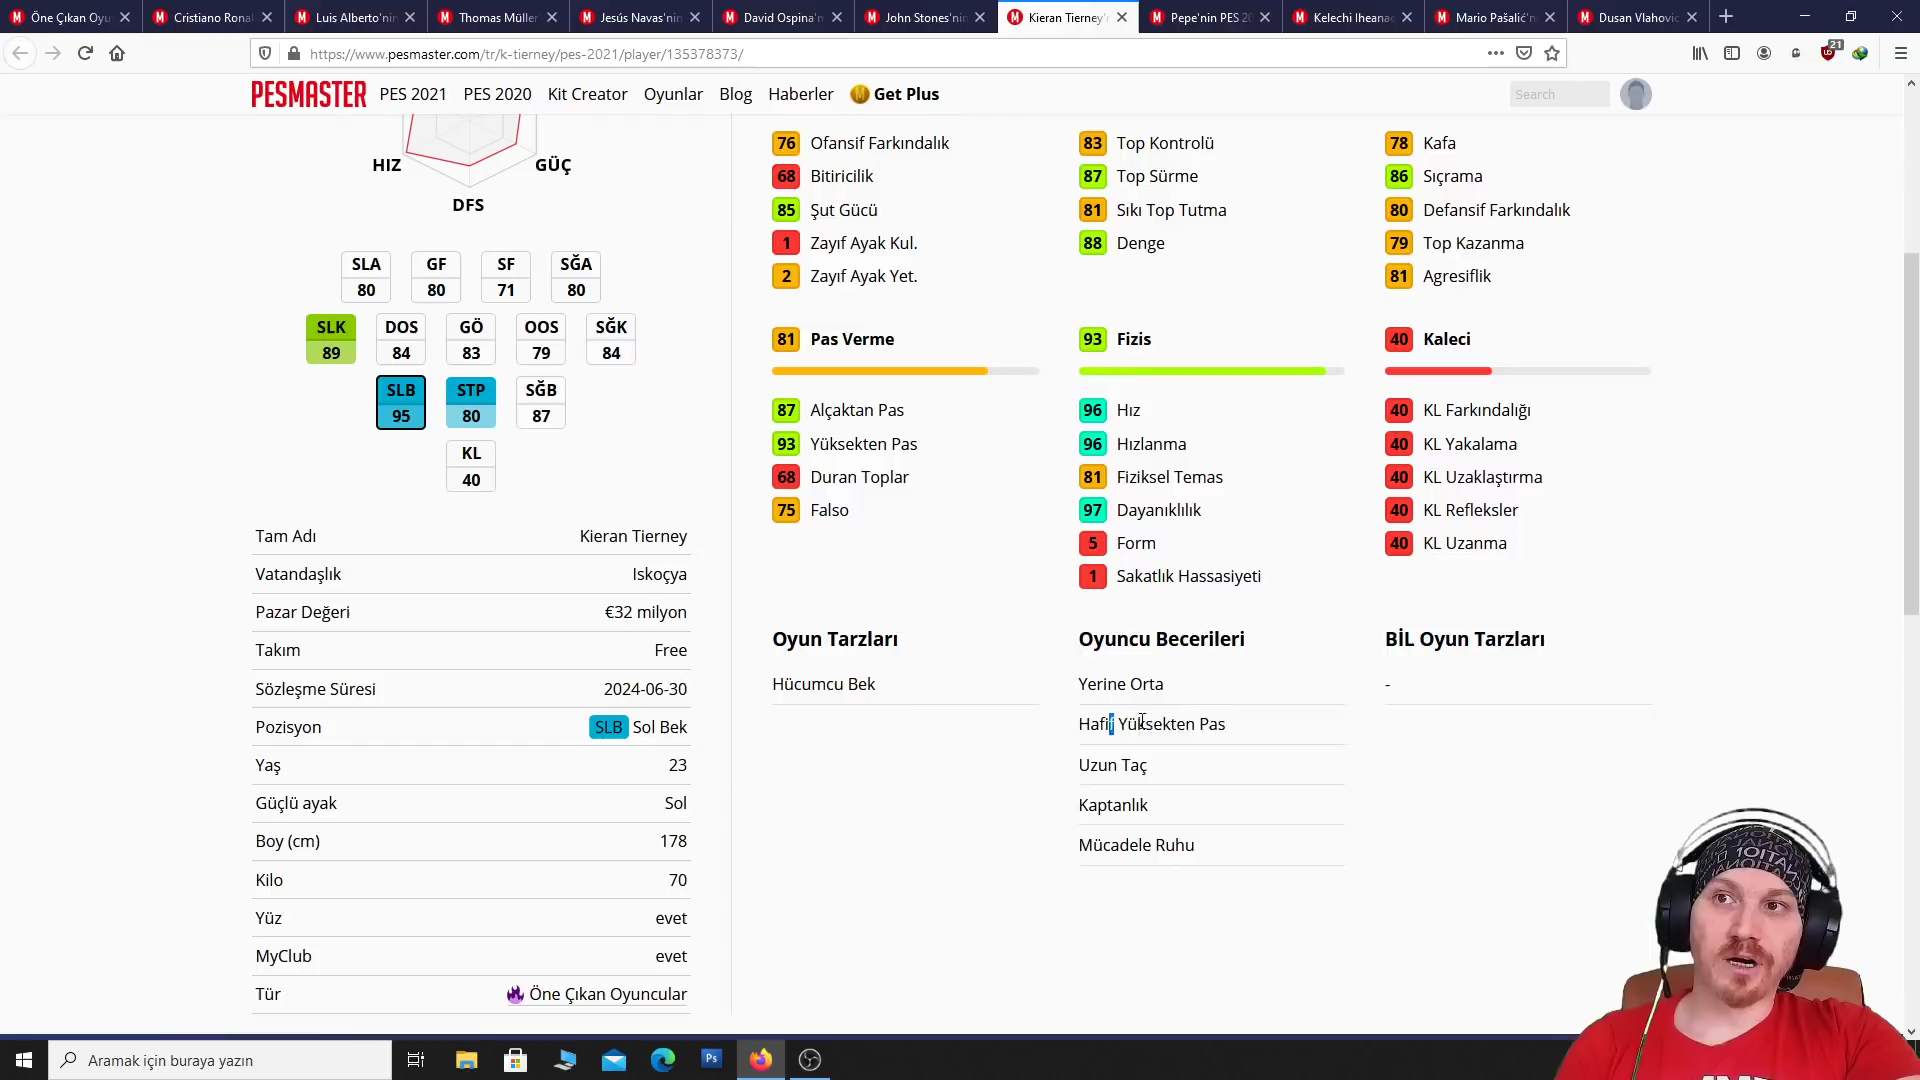 Öne Çıkan Oyu
Cristiano Rona
Luis Alberto'nin
Thomas Müller
Jesús Navas'nın
David Ospina'n
John Stones'nin
Kieran Tierney'n
Pepe'nin PES 20
Kelechi Iheanac
Mario Pašalić'n
Dusan Vlahovic
https://www.pesmaster.com/tr/k-tierney/pes-2021/player/135378373/
21
PESMASTER
PES 2021
PES 2020
Kit Creator
Oyunlar
Blog
Haberler
Get Plus
Search
HIZ
GÜÇ
DFS
SLA
80
GF
80
SF
71
SĞA
80
SLK
89
DOS
84
GÖ
83
OOS
79
SĞK
84
SLB
95
STP
80
SĞB
87
KL
40
Tam Adı Kieran Tierney
Vatandaşlık Iskoçya
Pazar Değeri €32 milyon
Takım Free
Sözleşme Süresi 2024-06-30
Pozisyon SLB Sol Bek
Yaş 23
Güçlü ayak Sol
Boy (cm) 178
Kilo 70
Yüz evet
MyClub evet
Tür Öne Çıkan Oyuncular
76 Ofansif Farkındalık
68 Bitiricilik
85 Şut Gücü
1 Zayıf Ayak Kul.
2 Zayıf Ayak Yet.
83 Top Kontrolü
87 Top Sürme
81 Sıkı Top Tutma
88 Denge
78 Kafa
86 Sıçrama
80 Defansif Farkındalık
79 Top Kazanma
81 Agresiflik
81 Pas Verme
87 Alçaktan Pas
93 Yüksekten Pas
68 Duran Toplar
75 Falso
93 Fizis
96 Hız
96 Hızlanma
81 Fiziksel Temas
97 Dayanıklılık
5 Form
1 Sakatlık Hassasiyeti
40 Kaleci
40 KL Farkındalığı
40 KL Yakalama
40 KL Uzaklaştırma
40 KL Refleksler
40 KL Uzanma
Oyun Tarzları
Hücumcu Bek
Oyuncu Becerileri
Yerine Orta
Hafif Yüksekten Pas
Uzun Taç
Kaptanlık
Mücadele Ruhu
BİL Oyun Tarzları
-
Aramak için buraya yazın
Ps